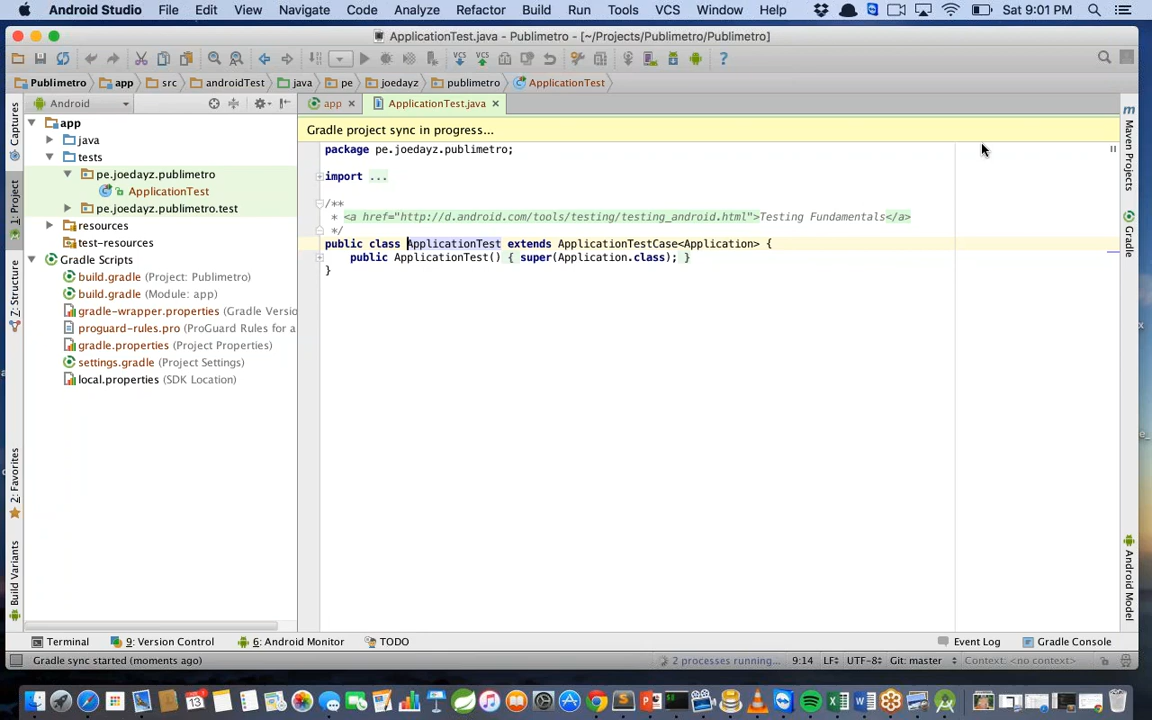 Android Studio File Edit View Navigate Code Analyze Refactor Build Run Tools VCS Window Help Sat 9:01 PM
ApplicationTest.java - Publimetro - [~/Projects/Publimetro/Publimetro]
Publimetro app src androidTest java pe joedayz publimetro ApplicationTest
Android
app ApplicationTest.java
Gradle project sync in progress...
app
java
tests
pe.joedayz.publimetro
ApplicationTest
pe.joedayz.publimetro.test
resources
test-resources
Gradle Scripts
build.gradle (Project: Publimetro)
build.gradle (Module: app)
gradle-wrapper.properties (Gradle Versio
proguard-rules.pro (ProGuard Rules for a
gradle.properties (Project Properties)
settings.gradle (Project Settings)
local.properties (SDK Location)
package pe.joedayz.publimetro;
import ...
/**
* <a href="http://d.android.com/tools/testing/testing_android.html">Testing Fundamentals</a>
*/
public class ApplicationTest extends ApplicationTestCase<Application> {
public ApplicationTest() { super(Application.class); }
}
Captures
1: Project
7: Structure
2: Favorites
Build Variants
Maven Projects
Gradle
Android Model
Terminal 9: Version Control 6: Android Monitor TODO Event Log Gradle Console
Gradle sync started (moments ago) 2 processes running... 9:14 LF÷ UTF-8÷ Git: master Context: <no context>
13